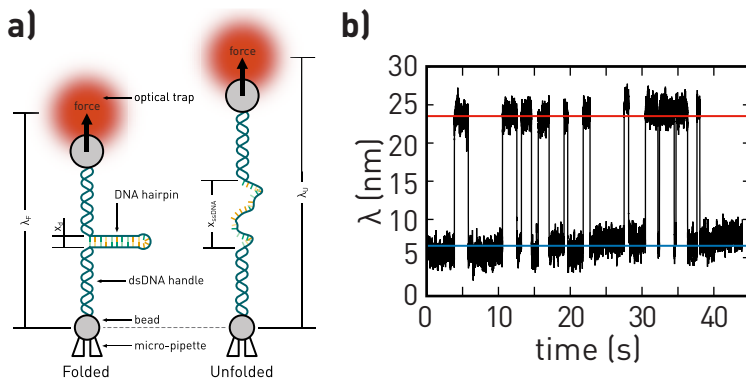 a)
force
optical trap
λF
DNA hairpin
xd
dsDNA handle
bead
micro-pipette
Folded
force
λU
xssDNA
Unfolded
b)
λ (nm)
30
25
20
15
10
5
0
0 10 20 30 40
time (s)